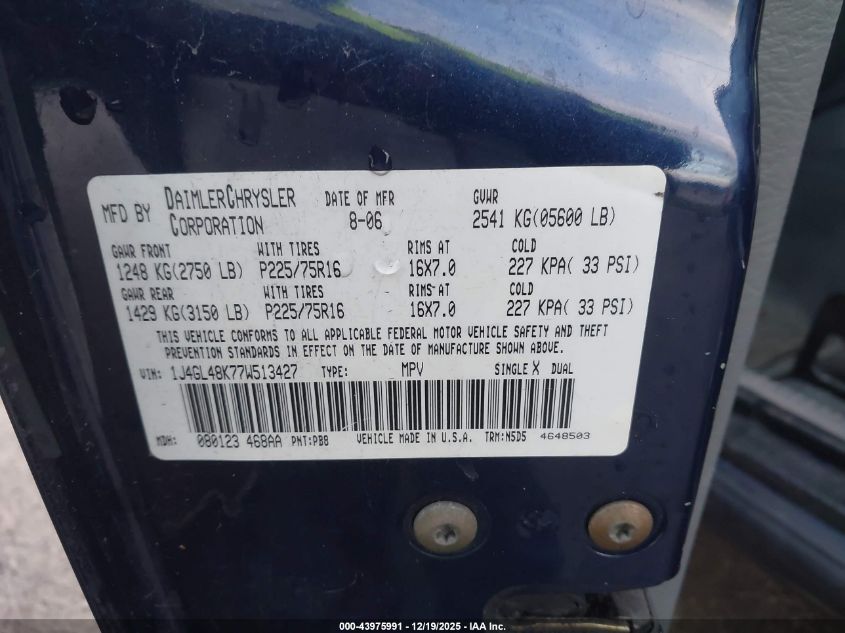 MFD BY DAIMLERCHRYSLER CORPORATION DATE OF MFR 8-06 GVWR 2541 KG(05600 LB)
GAWR FRONT WITH TIRES RIMS AT COLD
1248 KG(2750 LB) P225/75R16 16X7.0 227 KPA( 33 PSI)
GAWR REAR WITH TIRES RIMS AT COLD
1429 KG(3150 LB) P225/75R16 16X7.0 227 KPA( 33 PSI)
THIS VEHICLE CONFORMS TO ALL APPLICABLE FEDERAL MOTOR VEHICLE SAFETY AND THEFT
PREVENTION STANDARDS IN EFFECT ON THE DATE OF MANUFACTURE SHOWN ABOVE.
VIN: 1J4GL48K77W513427 TYPE: MPV SINGLE X DUAL
MDH: 080123 468AA PNT:PB8 VEHICLE MADE IN U.S.A. TRM:N5D5 4648503
000-43975991 - 12/19/2025 - IAA Inc.